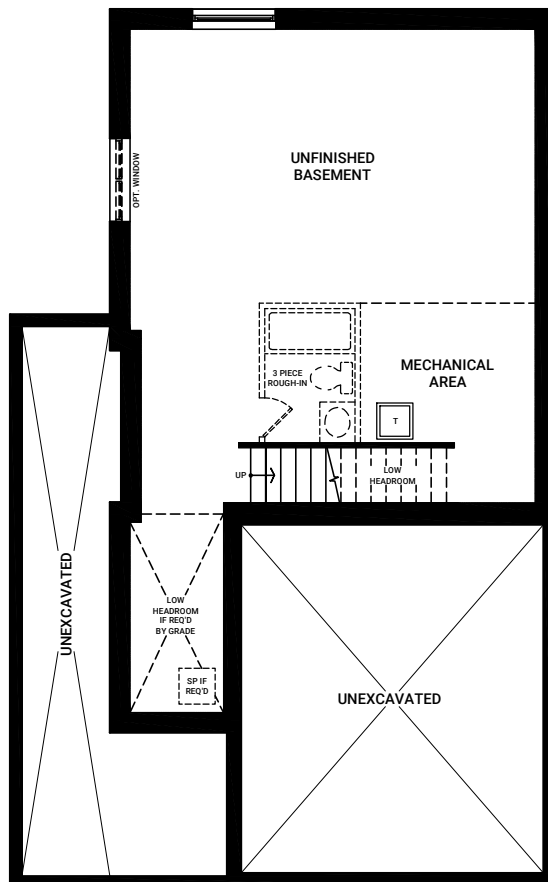 UNFINISHED
BASEMENT
OPT. WINDOW
3 PIECE
ROUGH-IN
MECHANICAL
AREA
T
UP
LOW
HEADROOM
UNEXCAVATED
LOW
HEADROOM
IF REQ'D
BY GRADE
SP IF
REQ'D
UNEXCAVATED